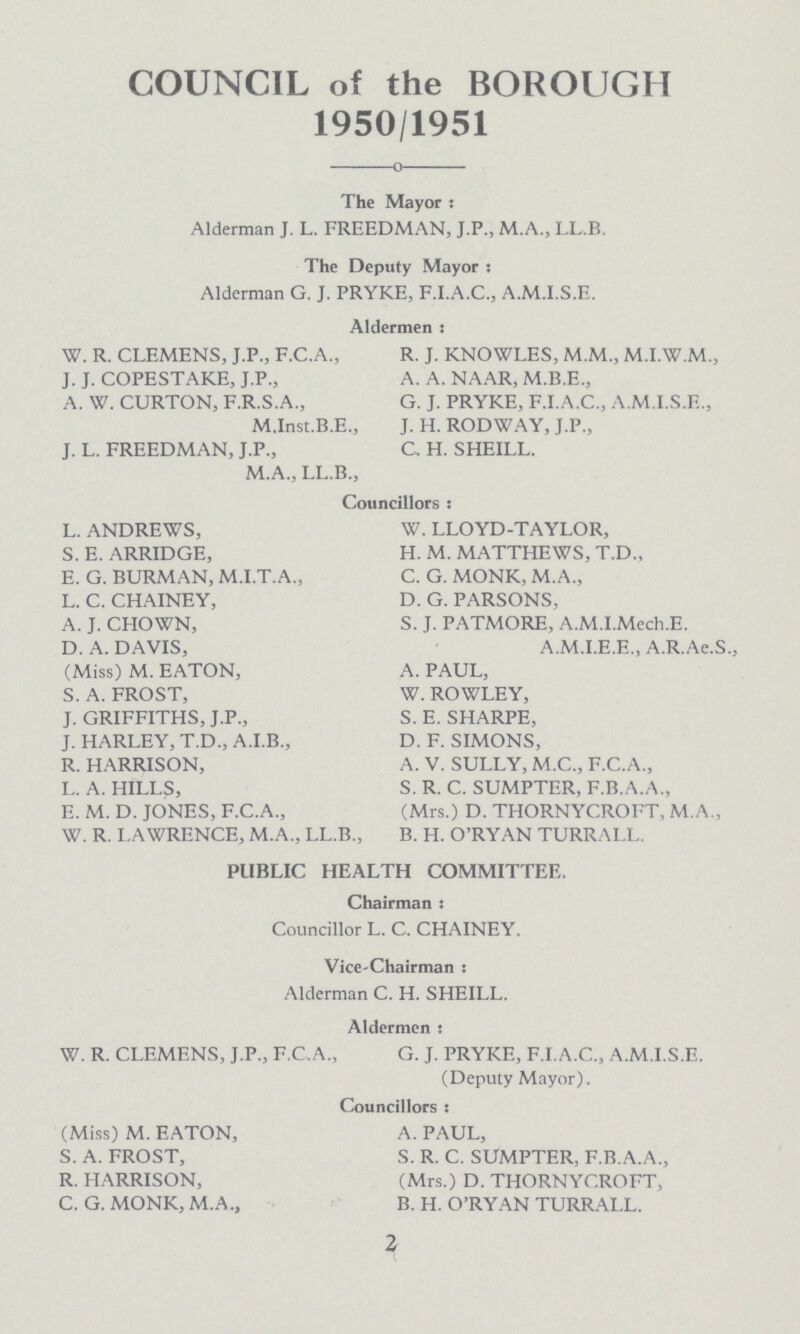 COUNCIL of the BOROUGH
1950/1951
The Mayor :
Alderman J. L. FREEDMAN, J.P., M.A., LL.B.
The Deputy Mayor :
Alderman G. J. PRYKE, F.I.A.C., A.M.I.S.E.
Aldermen :
W. R. CLEMENS, J.P., F.C.A.,
J. J. COPESTAKE, J.P.,
A. W. CURTON, F.R.S.A.,
M.Inst.B.E.,
J. L. FREEDMAN, J.P.,
M.A., LL.B.,
R. J. KNOWLES, M.M., M.I.W.M.,
A. A. NAAR, M.B.E.,
G. J. PRYKE, F.I.A.C., A.M.I.S.E.,
J. H. RODWAY, J.P.,
C. H. SHEILL.
Councillors :
L. ANDREWS,
S. E. ARRIDGE,
E. G. BURMAN, M.I.T.A.,
L. C. CHAINEY,
A. J. CHOWN,
D. A. DAVIS,
(Miss) M. EATON,
S. A. FROST,
J. GRIFFITHS, J.P.,
J. HARLEY, T.D., A.I.B.,
R. HARRISON,
L. A. HILLS,
E. M. D. JONES, F.C.A.,
W. R. LAWRENCE, M.A., LL.B.,
W. LLOYD-TAYLOR,
H. M. MATTHEWS, T.D.,
C. G. MONK, M.A.,
D. G. PARSONS,
S. J. PATMORE, A.M.I.Mech.E.
A.M.I.E.E., A.R.Ae.S.,
A. PAUL,
W. ROWLEY,
S. E. SHARPE,
D. F. SIMONS,
A. V. SULLY, M.C., F.C.A.,
S. R. C. SUMPTER, F.B.A.A.,
(Mrs.) D. THORNYCROFT, M.A.,
B. H. O'RYAN TURRALL.
PUBLIC HEALTH COMMITTEE.
Chairman :
Councillor L. C. CHAINEY.
Vice-Chairman :
Alderman C. H. SHEILL.
Aldermen :
W. R. CLEMENS, J.P., F.C.A.,
G. J. PRYKE, F.I.A.C., A.M.I.S.E.
(Deputy Mayor).
Councillors :
(Miss) M. EATON,
S. A. FROST,
R. HARRISON,
C. G. MONK, M.A.,
A. PAUL,
S. R. C. SUMPTER, F.B.A.A.,
(Mrs.) D. THORNYCROFT,
B. H. O'RYAN TURRALL.
2